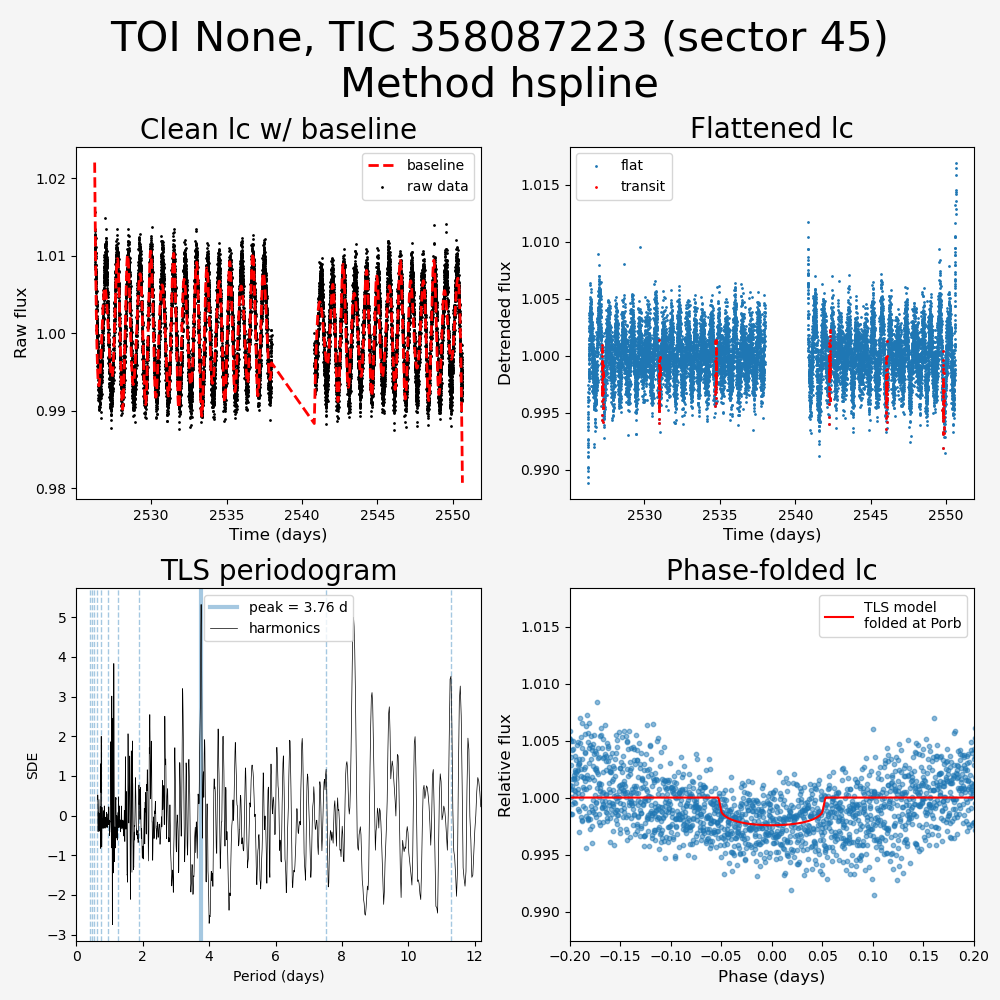 TOI None, TIC 358087223 (sector 45)
Method hspline
Clean lc w/ baseline
Flattened lc
baseline
raw data
flat
transit
Raw flux
1.02
1.01
1.00
0.99
0.98
2530 2535 2540 2545 2550
Time (days)
Detrended flux
1.015
1.010
1.005
1.000
0.995
0.990
2530 2535 2540 2545 2550
Time (days)
TLS periodogram
Phase-folded lc
peak = 3.76 d
harmonics
TLS model
folded at Porb
SDE
5
4
3
2
1
0
−1
−2
−3
0 2 4 6 8 10 12
Period (days)
Relative flux
1.015
1.010
1.005
1.000
0.995
0.990
−0.20 −0.15 −0.10 −0.05 0.00 0.05 0.10 0.15 0.20
Phase (days)